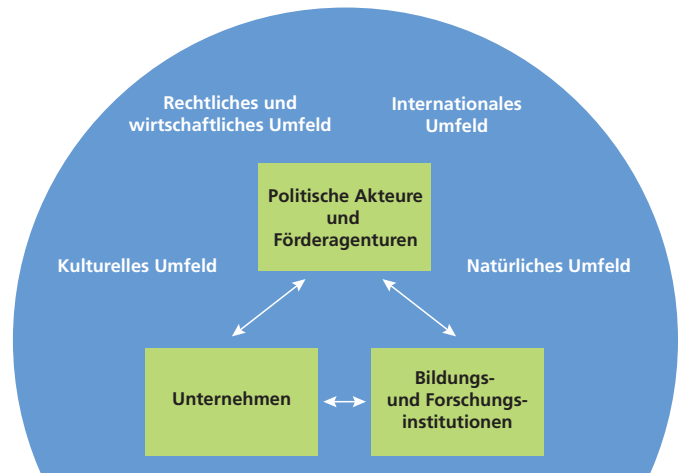 Rechtliches und
wirtschaftliches Umfeld
Internationales
Umfeld
Politische Akteure
und
Förderagenturen
Kulturelles Umfeld
Natürliches Umfeld
Unternehmen
Bildungs-
und Forschungs-
institutionen